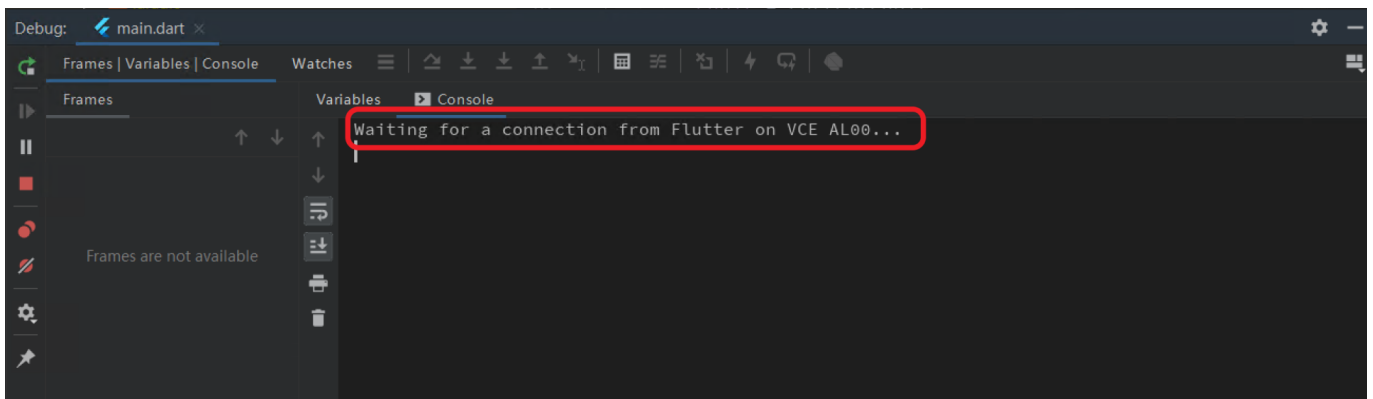 Debug: main.dart
Frames | Variables | Console Watches
Frames Variables Console
Waiting for a connection from Flutter on VCE AL00...
Frames are not available